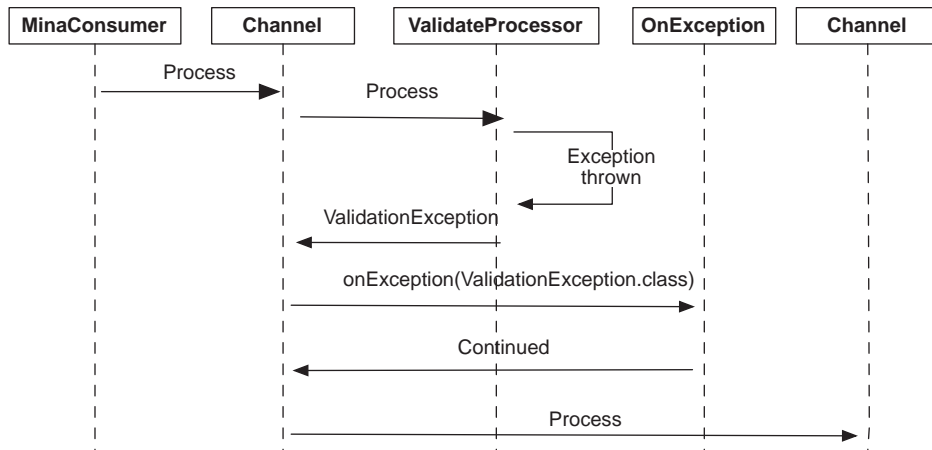 MinaConsumer
Channel
ValidateProcessor
OnException
Channel
Process
Process
Exception
thrown
ValidationException
onException(ValidationException.class)
Continued
Process